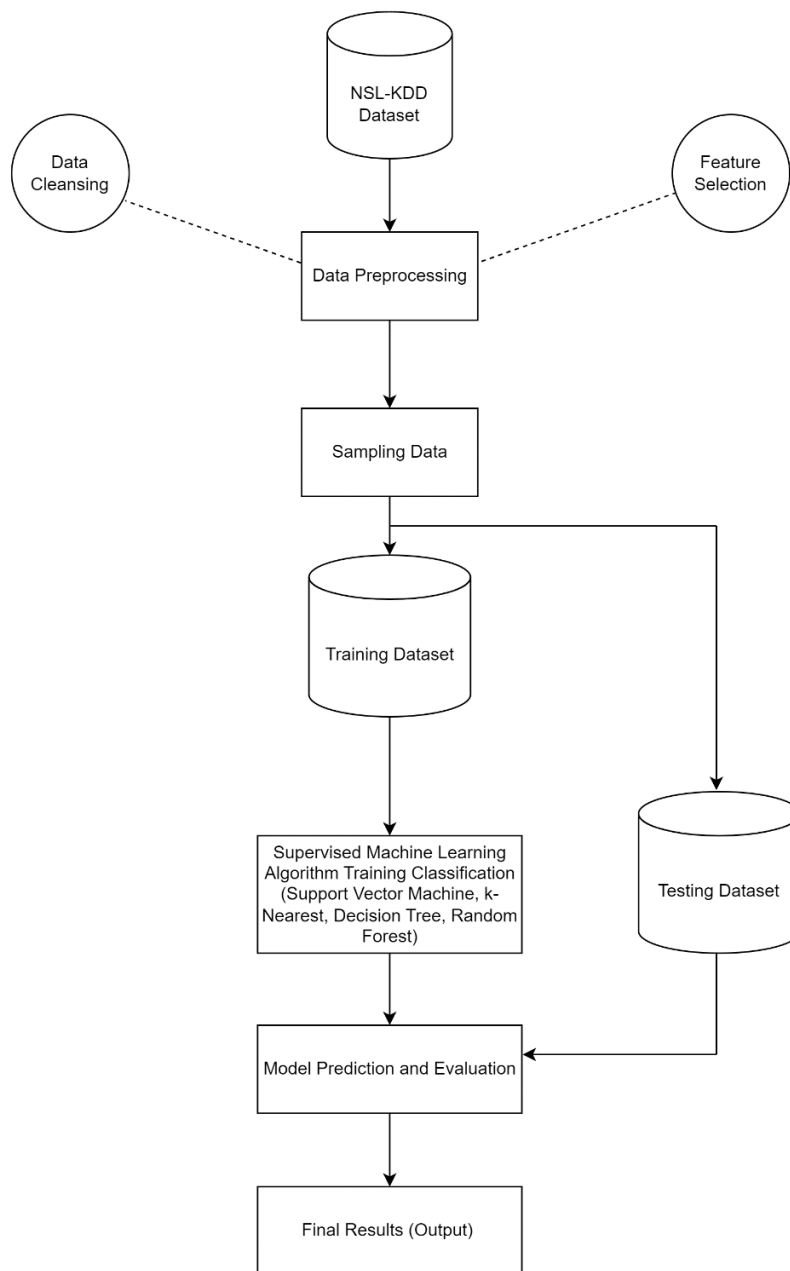 NSL-KDD
Dataset
Data
Cleansing
Feature
Selection
Data Preprocessing
Sampling Data
Training Dataset
Supervised Machine Learning
Algorithm Training Classification
(Support Vector Machine, k-
Nearest, Decision Tree, Random
Forest)
Testing Dataset
Model Prediction and Evaluation
Final Results (Output)